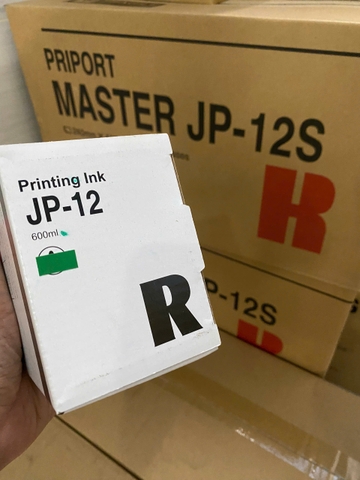 PRIPORT
MASTER JP-12S
Printing Ink
JP-12
600ml
R
R
-12S